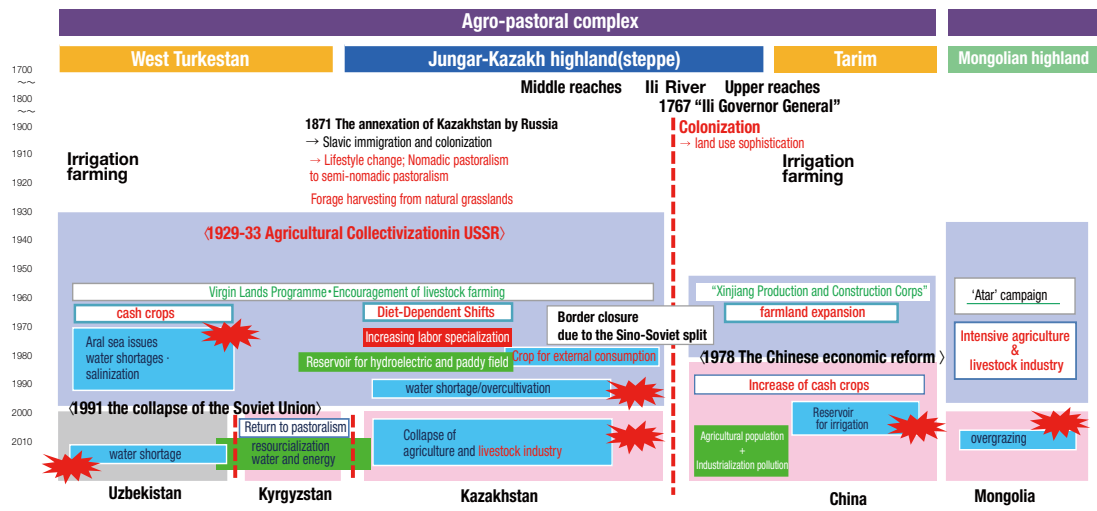 Agro-pastoral complex
West Turkestan
Jungar-Kazakh highland(steppe)
Tarim
Mongolian highland
1700
~~
1800
~~
1900
1910
1920
1930
1940
1950
1960
1970
1980
1990
2000
2010
Middle reaches
Ili River
Upper reaches
1767 “Ili Governor General”
1871 The annexation of Kazakhstan by Russia
→ Slavic immigration and colonization
→ Lifestyle change; Nomadic pastoralism
to semi-nomadic pastoralism
Forage harvesting from natural grasslands
Colonization
→ land use sophistication
Irrigation
farming
Irrigation
farming
〈1929-33 Agricultural Collectivizationin USSR〉
Virgin Lands Programme・Encouragement of livestock farming
cash crops
Aral sea issues
water shortages ·
salinization
Diet-Dependent Shifts
Increasing labor specialization
Reservoir for hydroelectric and paddy field
Crop for external consumption
water shortage/overcultivation
Border closure
due to the Sino-Soviet split
“Xinjiang Production and Construction Corps”
farmland expansion
〈1978 The Chinese economic reform 〉
Increase of cash crops
Reservoir
for irrigation
Agricultural population
+
Industrialization pollution
‘Atar’ campaign
Intensive agriculture
&
livestock industry
overgrazing
〈1991 the collapse of the Soviet Union〉
Return to pastoralism
resourcialization
water and energy
water shortage
Collapse of
agriculture and livestock industry
Uzbekistan
Kyrgyzstan
Kazakhstan
China
Mongolia